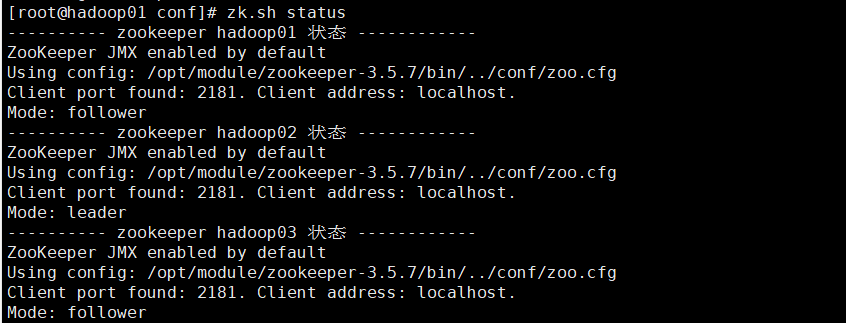 [root@hadoop01 conf]# zk.sh status
---------- zookeeper hadoop01 状态 ------------
ZooKeeper JMX enabled by default
Using config: /opt/module/zookeeper-3.5.7/bin/../conf/zoo.cfg
Client port found: 2181. Client address: localhost.
Mode: follower
---------- zookeeper hadoop02 状态 ------------
ZooKeeper JMX enabled by default
Using config: /opt/module/zookeeper-3.5.7/bin/../conf/zoo.cfg
Client port found: 2181. Client address: localhost.
Mode: leader
---------- zookeeper hadoop03 状态 ------------
ZooKeeper JMX enabled by default
Using config: /opt/module/zookeeper-3.5.7/bin/../conf/zoo.cfg
Client port found: 2181. Client address: localhost.
Mode: follower